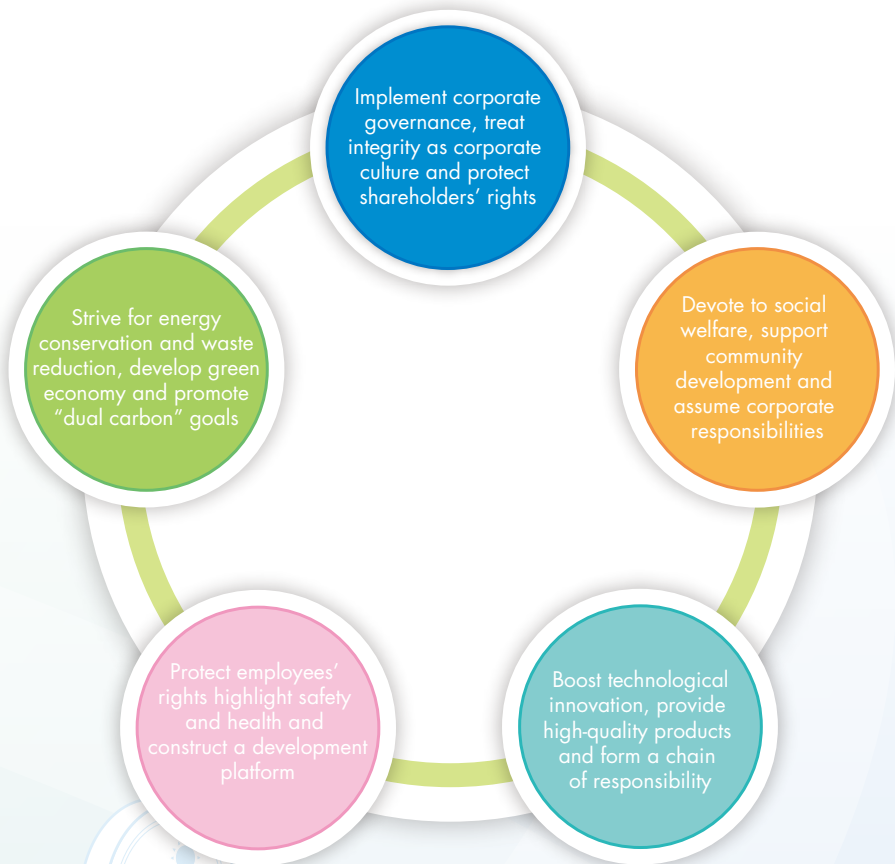 Implement corporate
governance, treat
integrity as corporate
culture and protect
shareholders’ rights
Strive for energy
conservation and waste
reduction, develop green
economy and promote
“dual carbon” goals
Devote to social
welfare, support
community
development and
assume corporate
responsibilities
Protect employees’
rights highlight safety
and health and
construct a development
platform
Boost technological
innovation, provide
high-quality products
and form a chain
of responsibility